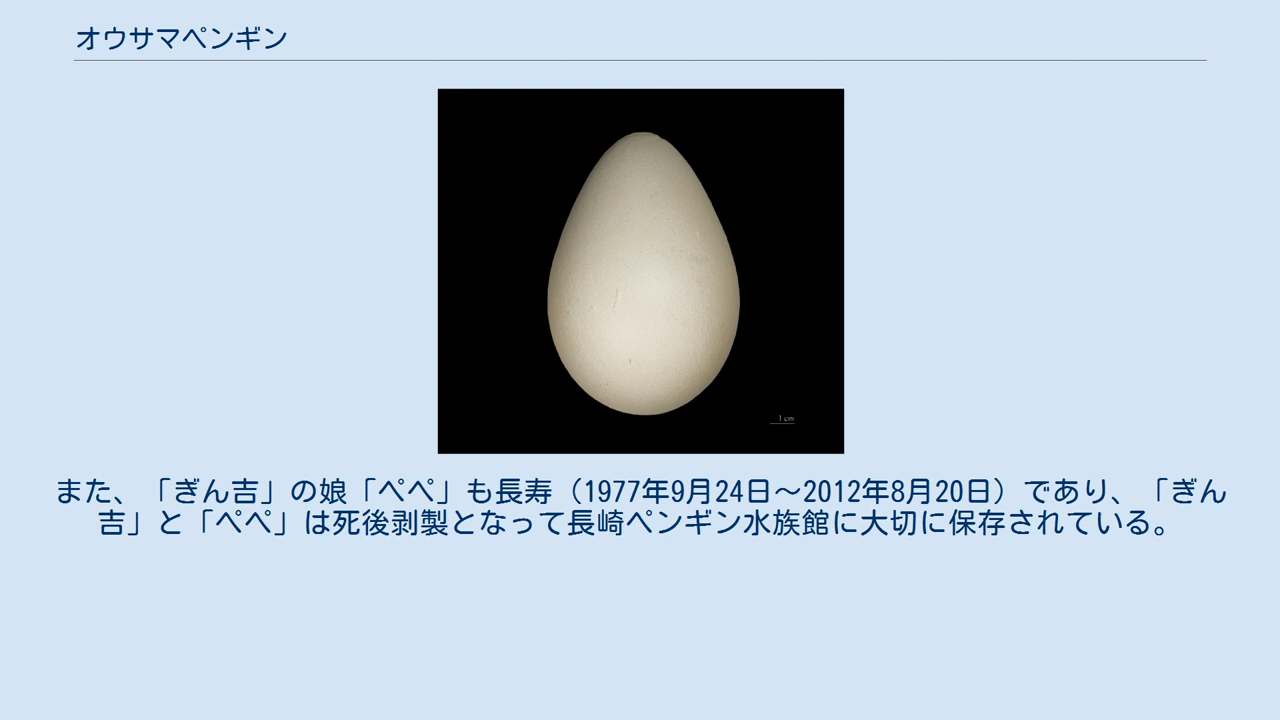 オウサマペンギン
1 cm
また、「ぎん吉」の娘「ペペ」も長寿（1977年9月24日～2012年8月20日）であり、「ぎん
吉」と「ペペ」は死後剥製となって長崎ペンギン水族館に大切に保存されている。